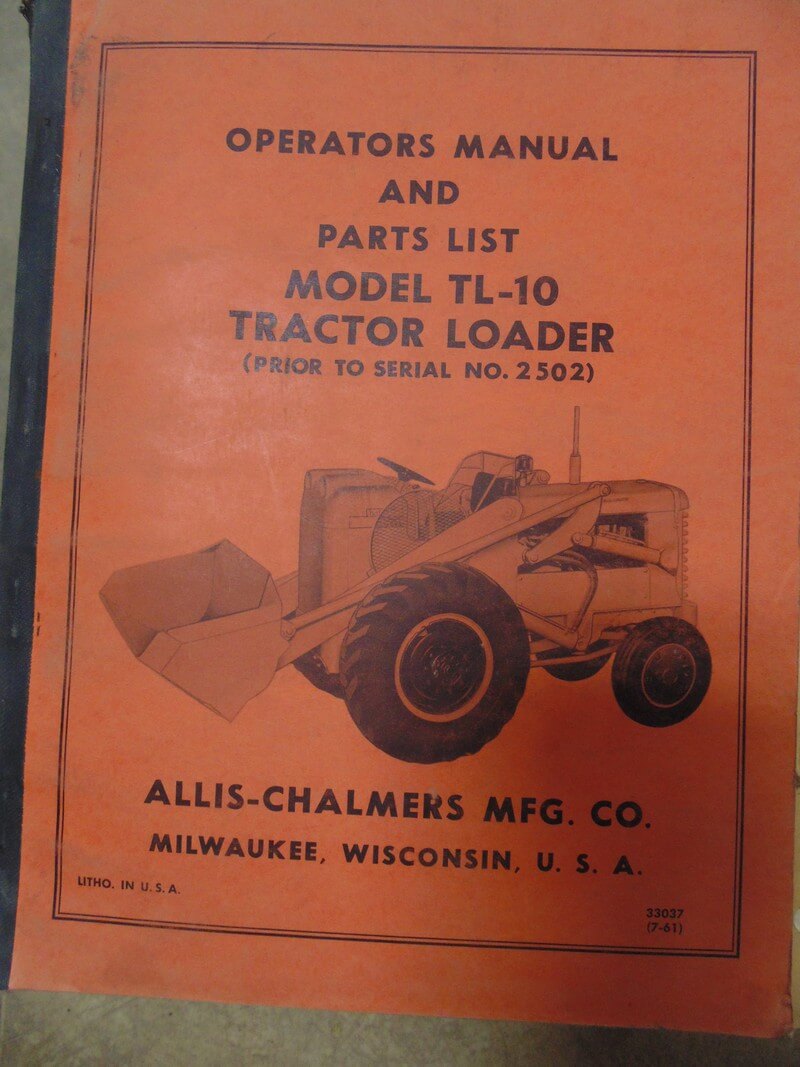 OPERATORS MANUAL
AND
PARTS LIST
MODEL TL-10
TRACTOR LOADER
(PRIOR TO SERIAL NO. 2502)
ALLIS-CHALMERS MFG. CO.
MILWAUKEE, WISCONSIN, U. S. A.
LITHO. IN U. S. A.
33037
(7-61)